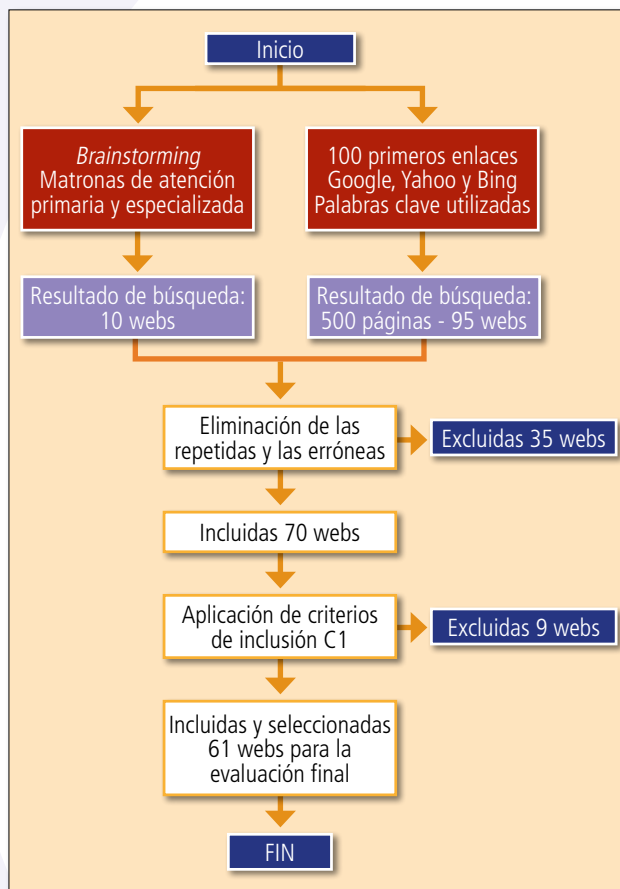 Inicio
Brainstorming
Matronas de atención
primaria y especializada
100 primeros enlaces
Google, Yahoo y Bing
Palabras clave utilizadas
Resultado de búsqueda:
10 webs
Resultado de búsqueda:
500 páginas - 95 webs
Eliminación de las
repetidas y las erróneas
Excluidas 35 webs
Incluidas 70 webs
Aplicación de criterios
de inclusión C1
Excluidas 9 webs
Incluidas y seleccionadas
61 webs para la
evaluación final
FIN